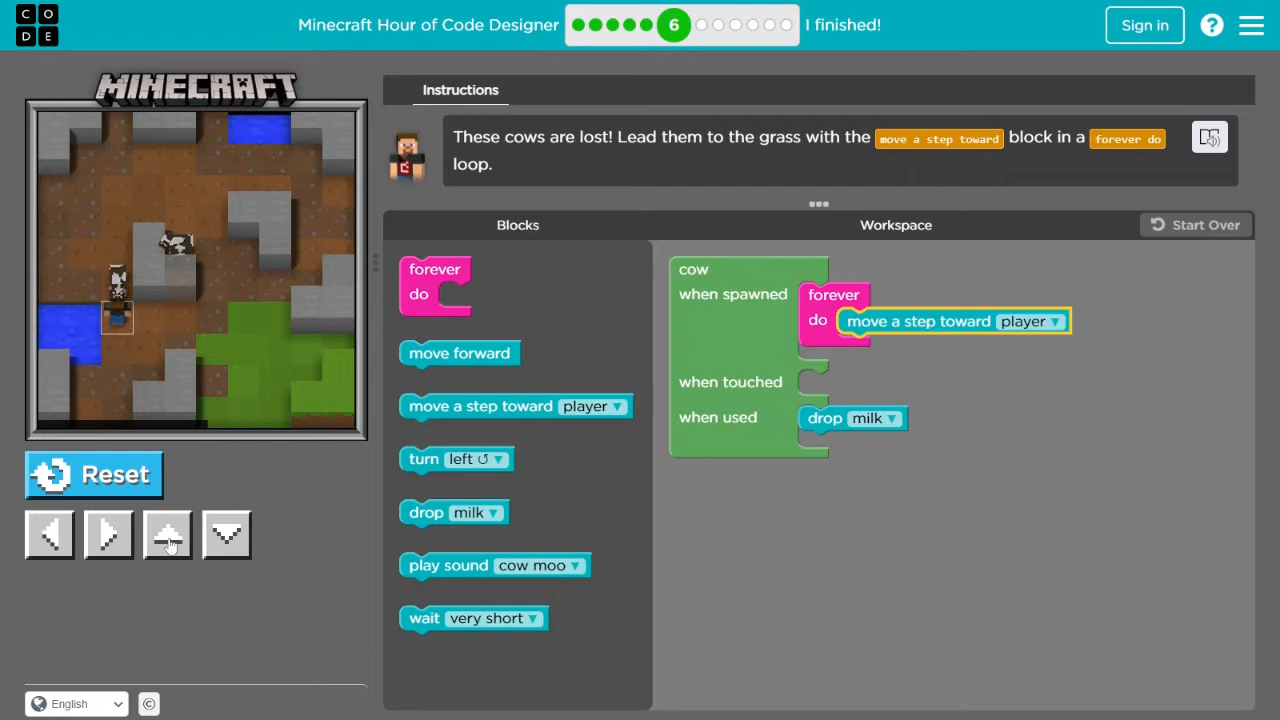 C O
D E
Minecraft Hour of Code Designer
6
I finished!
Sign in
?
MINECRAFT
Instructions
These cows are lost! Lead them to the grass with the move a step toward block in a forever do
loop.
Blocks
Workspace
Start Over
forever
do
move forward
move a step toward player
turn left ↺
drop milk
play sound cow moo
wait very short
cow
when spawned
forever
do
move a step toward player
when touched
when used
drop milk
Reset
English
©